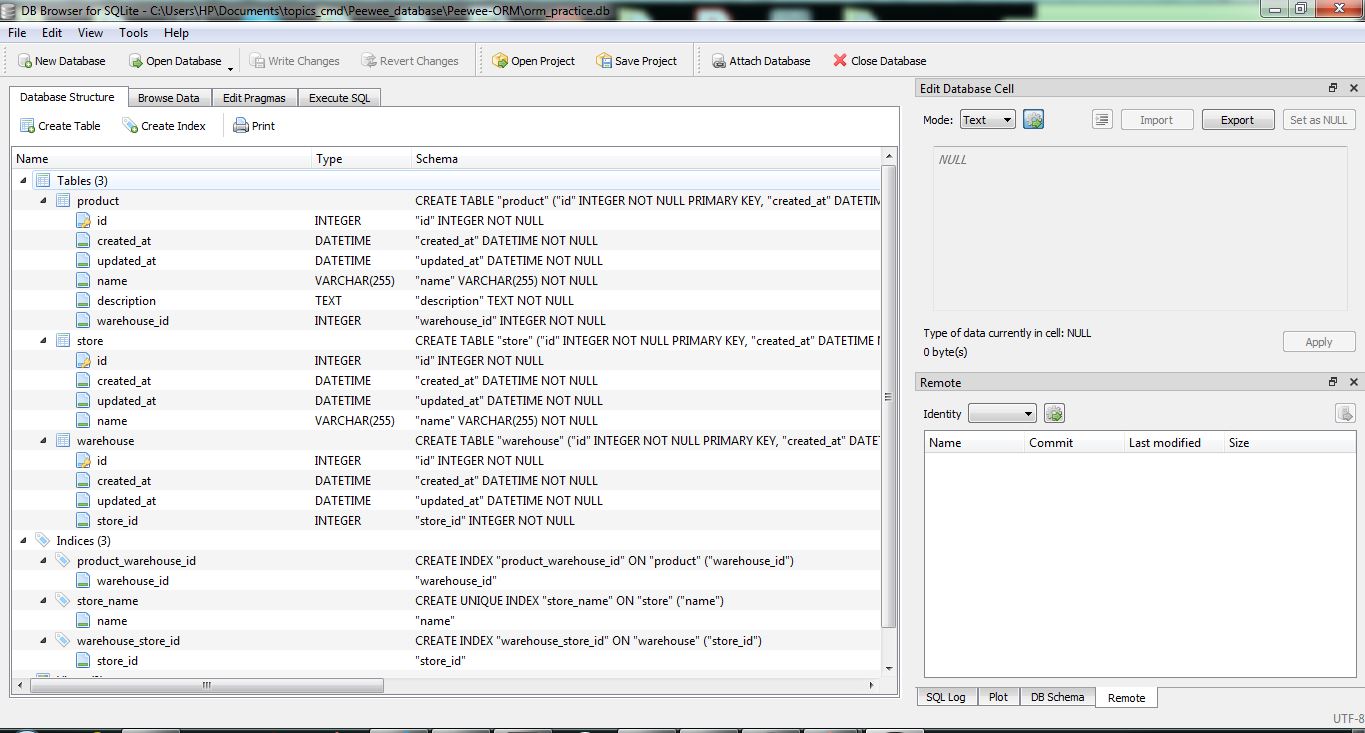 DB Browser for SQLite - C:\Users\HP\Documents\topics_cmd\Peewee_database\Peewee-ORM\orm_practice.db
File Edit View Tools Help
New Database Open Database Write Changes Revert Changes Open Project Save Project Attach Database Close Database
Database Structure Browse Data Edit Pragmas Execute SQL
Create Table Create Index Print
Name Type Schema
Tables (3)
product CREATE TABLE "product" ("id" INTEGER NOT NULL PRIMARY KEY, "created_at" DATETIM
id INTEGER "id" INTEGER NOT NULL
created_at DATETIME "created_at" DATETIME NOT NULL
updated_at DATETIME "updated_at" DATETIME NOT NULL
name VARCHAR(255) "name" VARCHAR(255) NOT NULL
description TEXT "description" TEXT NOT NULL
warehouse_id INTEGER "warehouse_id" INTEGER NOT NULL
store CREATE TABLE "store" ("id" INTEGER NOT NULL PRIMARY KEY, "created_at" DATETIME N
id INTEGER "id" INTEGER NOT NULL
created_at DATETIME "created_at" DATETIME NOT NULL
updated_at DATETIME "updated_at" DATETIME NOT NULL
name VARCHAR(255) "name" VARCHAR(255) NOT NULL
warehouse CREATE TABLE "warehouse" ("id" INTEGER NOT NULL PRIMARY KEY, "created_at" DATET
id INTEGER "id" INTEGER NOT NULL
created_at DATETIME "created_at" DATETIME NOT NULL
updated_at DATETIME "updated_at" DATETIME NOT NULL
store_id INTEGER "store_id" INTEGER NOT NULL
Indices (3)
product_warehouse_id CREATE INDEX "product_warehouse_id" ON "product" ("warehouse_id")
warehouse_id "warehouse_id"
store_name CREATE UNIQUE INDEX "store_name" ON "store" ("name")
name "name"
warehouse_store_id CREATE INDEX "warehouse_store_id" ON "warehouse" ("store_id")
store_id "store_id"
Edit Database Cell
Mode: Text Import Export Set as NULL
NULL
Type of data currently in cell: NULL
0 byte(s)
Apply
Remote
Identity
Name Commit Last modified Size
SQL Log Plot DB Schema Remote
UTF-8